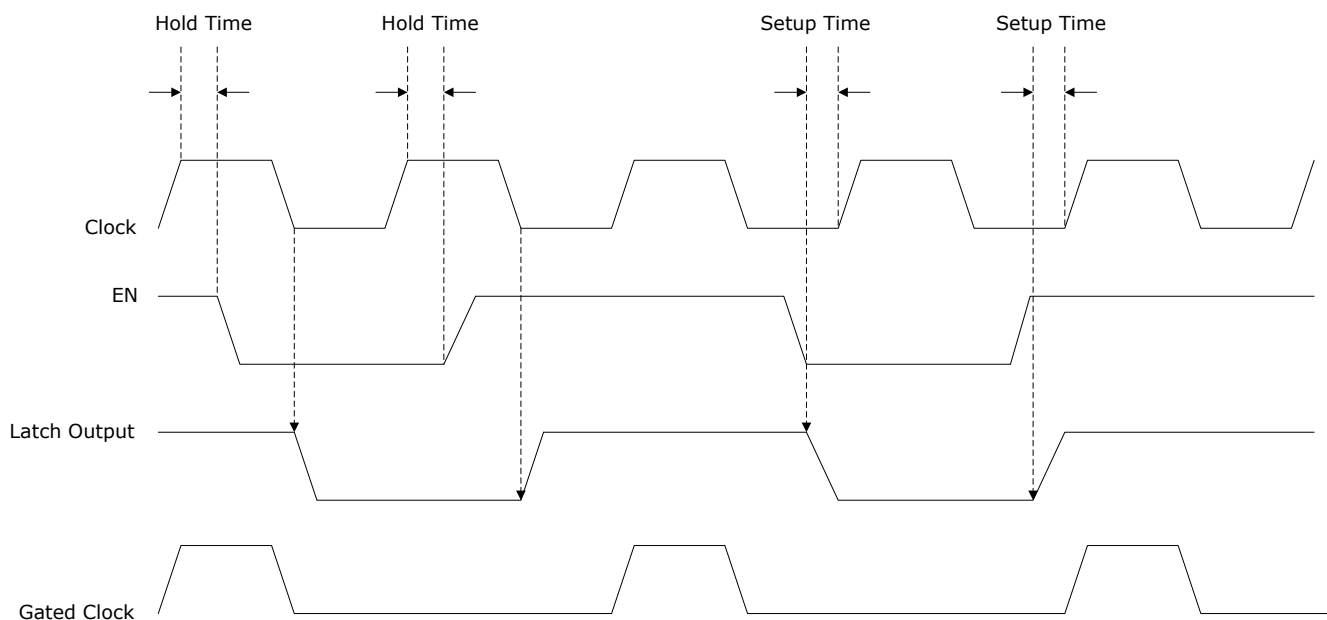 Hold Time
Hold Time
Setup Time
Setup Time
Clock
EN
Latch Output
Gated Clock